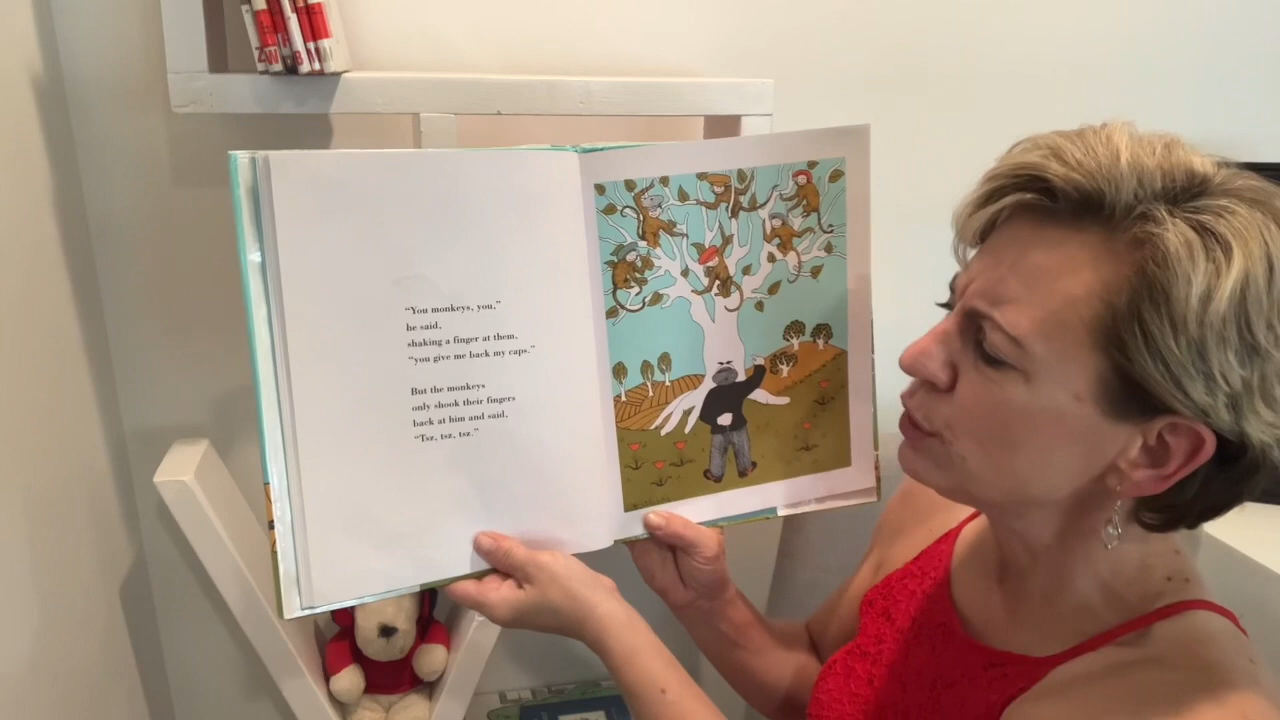 ZW
B
"You monkeys, you,"
he said,
shaking a finger at them,
"you give me back my caps."
But the monkeys
only shook their fingers
back at him and said,
"Tsz, tsz, tsz."